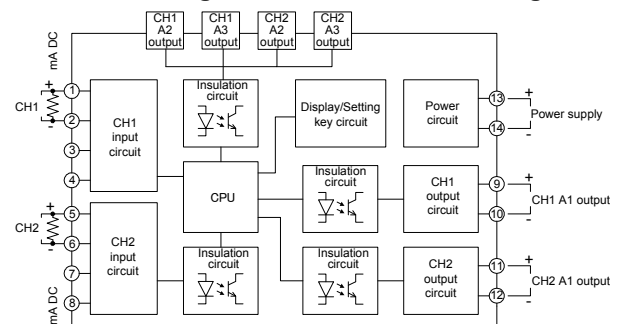 CH1
A2
output
CH1
A3
output
CH2
A2
output
CH2
A3
output
mA DC
+
1
CH1
2
-
3
4
CH1
input
circuit
Insulation
circuit
Display/Setting
key circuit
Power
circuit
13
+
Power supply
14
-
CPU
Insulation
circuit
CH1
output
circuit
9
+
CH1 A1 output
10
-
+
5
CH2
6
-
7
8
mA DC
CH2
input
circuit
Insulation
circuit
Insulation
circuit
CH2
output
circuit
11
+
CH2 A1 output
12
-